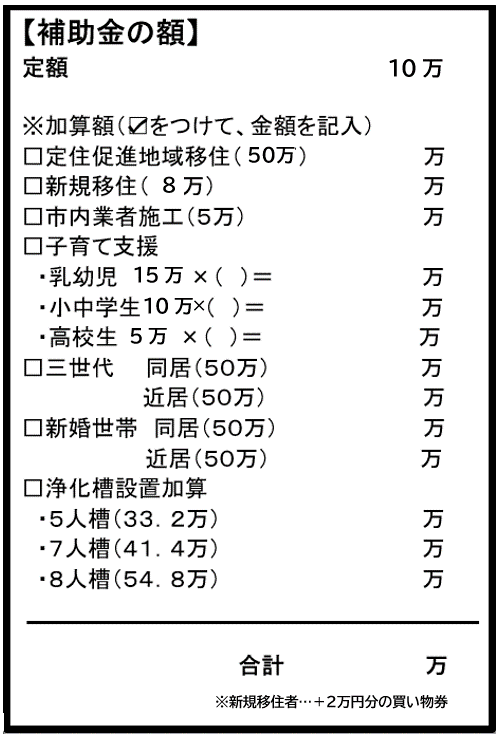 【補助金の額】
定額 10万
※加算額(☑をつけて、金額を記入)
□定住促進地域移住(50万) 万
□新規移住( 8万) 万
□市内業者施工(5万) 万
□子育て支援
・乳幼児 15万 ×( )= 万
・小中学生10万×( )= 万
・高校生 5万 ×( )= 万
□三世代 同居(50万) 万
近居(50万) 万
□新婚世帯 同居(50万) 万
近居(50万) 万
□浄化槽設置加算
・5人槽(33.2万) 万
・7人槽(41.4万) 万
・8人槽(54.8万) 万
合計 万
※新規移住者…+2万円分の買い物券